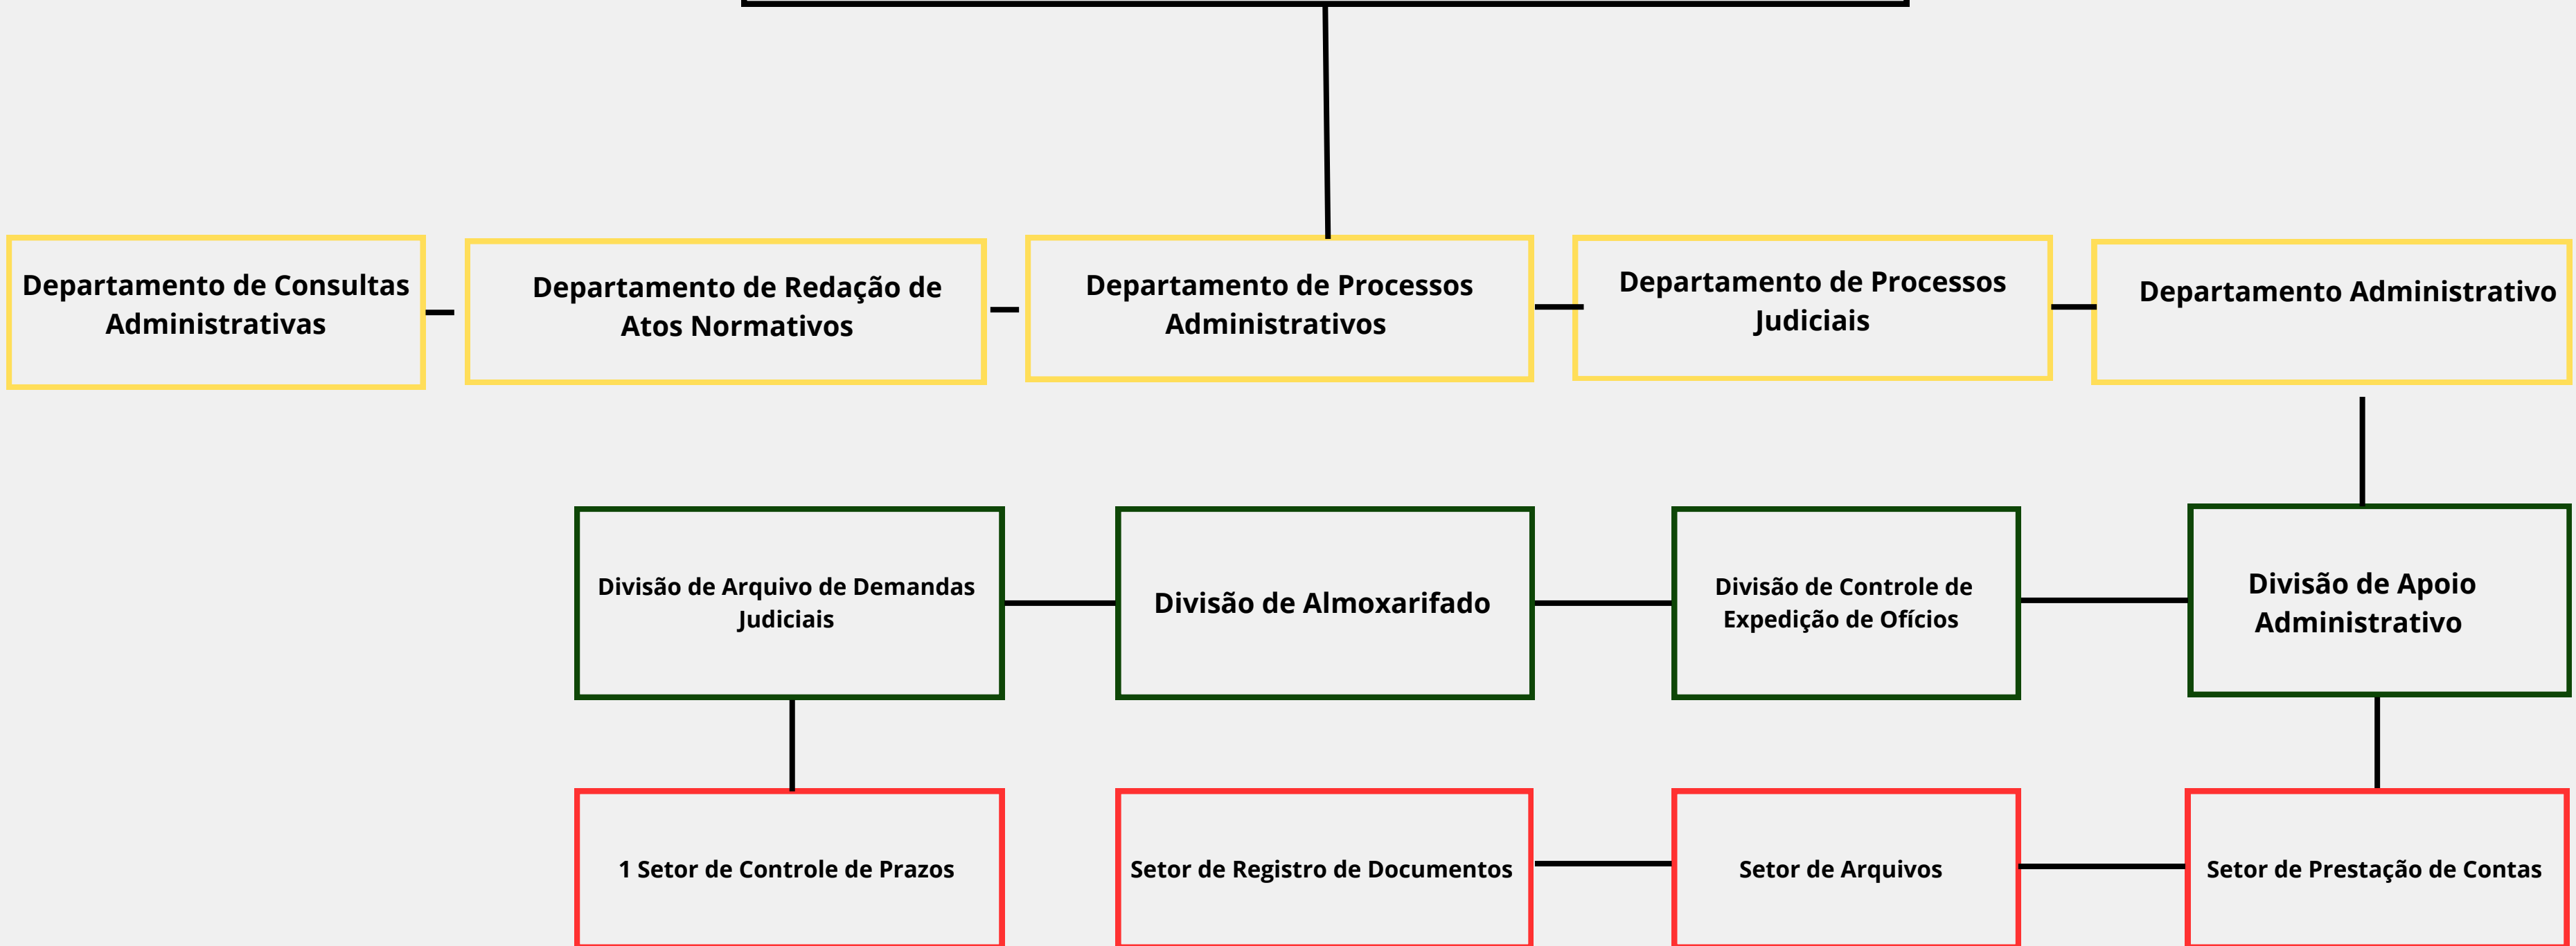 Departamento de Consultas
Administrativas
Departamento de Redação de
Atos Normativos
Departamento de Processos
Administrativos
Departamento de Processos
Judiciais
Departamento Administrativo
Divisão de Arquivo de Demandas
Judiciais
Divisão de Almoxarifado
Divisão de Controle de
Expedição de Ofícios
Divisão de Apoio
Administrativo
1 Setor de Controle de Prazos
Setor de Registro de Documentos
Setor de Arquivos
Setor de Prestação de Contas